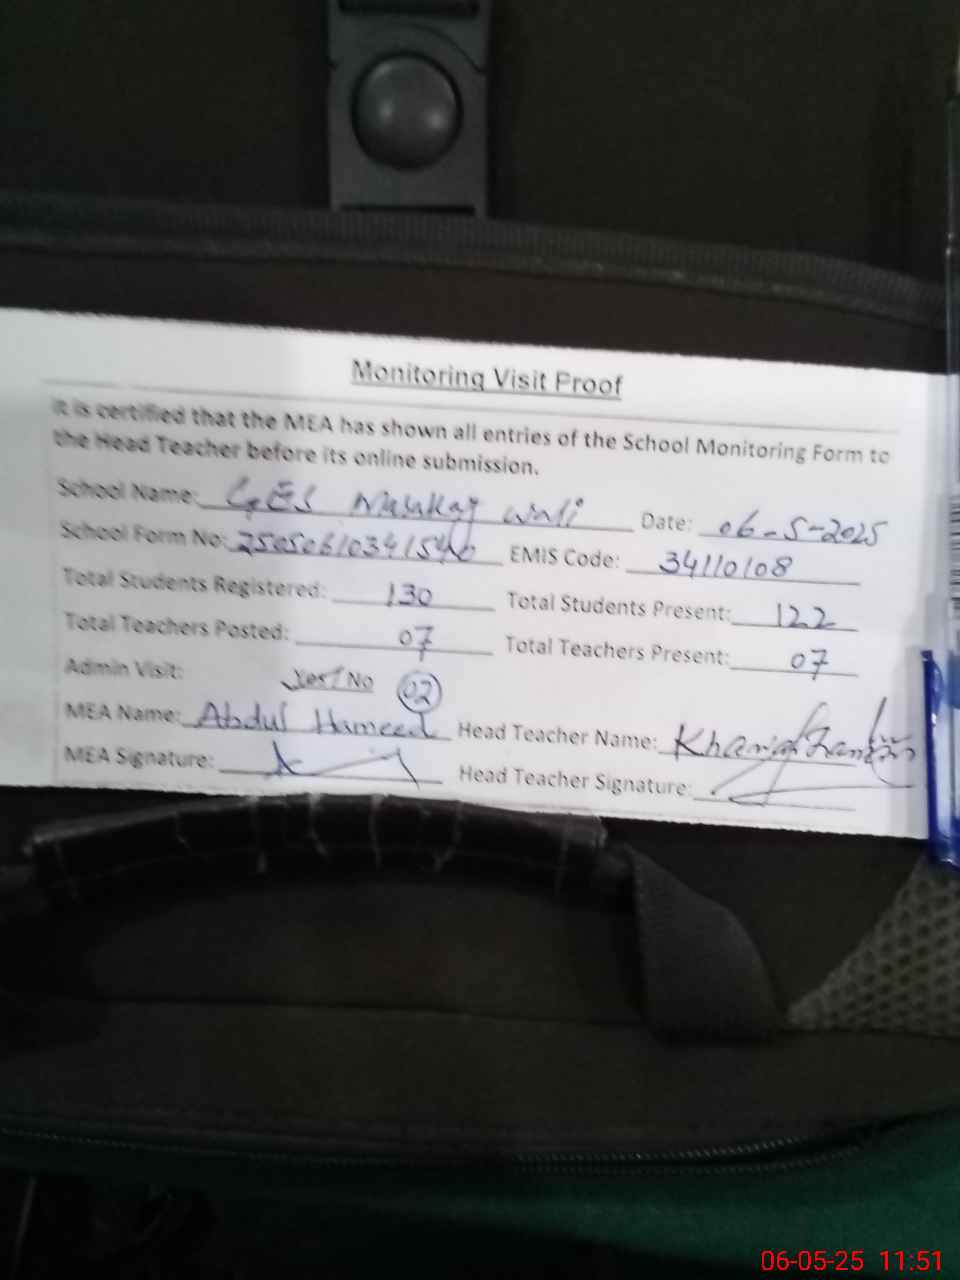 Monitoring Visit Proof
It is certified that the MEA has shown all entries of the School Monitoring Form to
the Head Teacher before its online submission.
School Name: GES wali Date: 06-5-2025
School Form No: EMIS Code: 34110108
Total Students Registered: 130 Total Students Present: 122
Total Teachers Posted: 07 Total Teachers Present: 07
Admin Visit: Yes/No 02
MEA Name: Abdul Hameed Head Teacher Name:
MEA Signature: Head Teacher Signature:
06-05-25 11:51